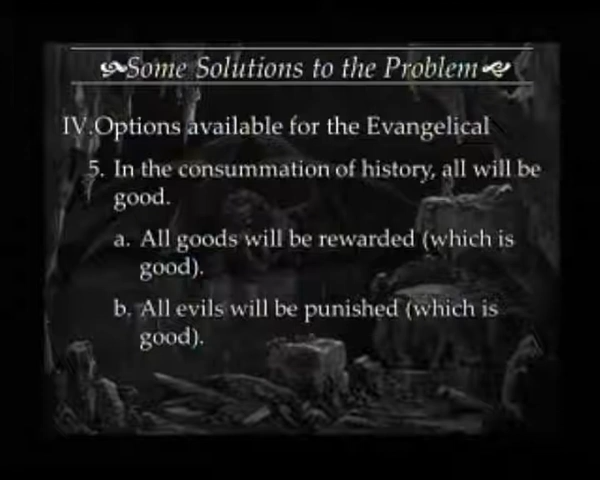 Some Solutions to the Problem
IV.Options available for the Evangelical
5. In the consummation of history, all will be
good.
a. All goods will be rewarded (which is
good).
b. All evils will be punished (which is
good).